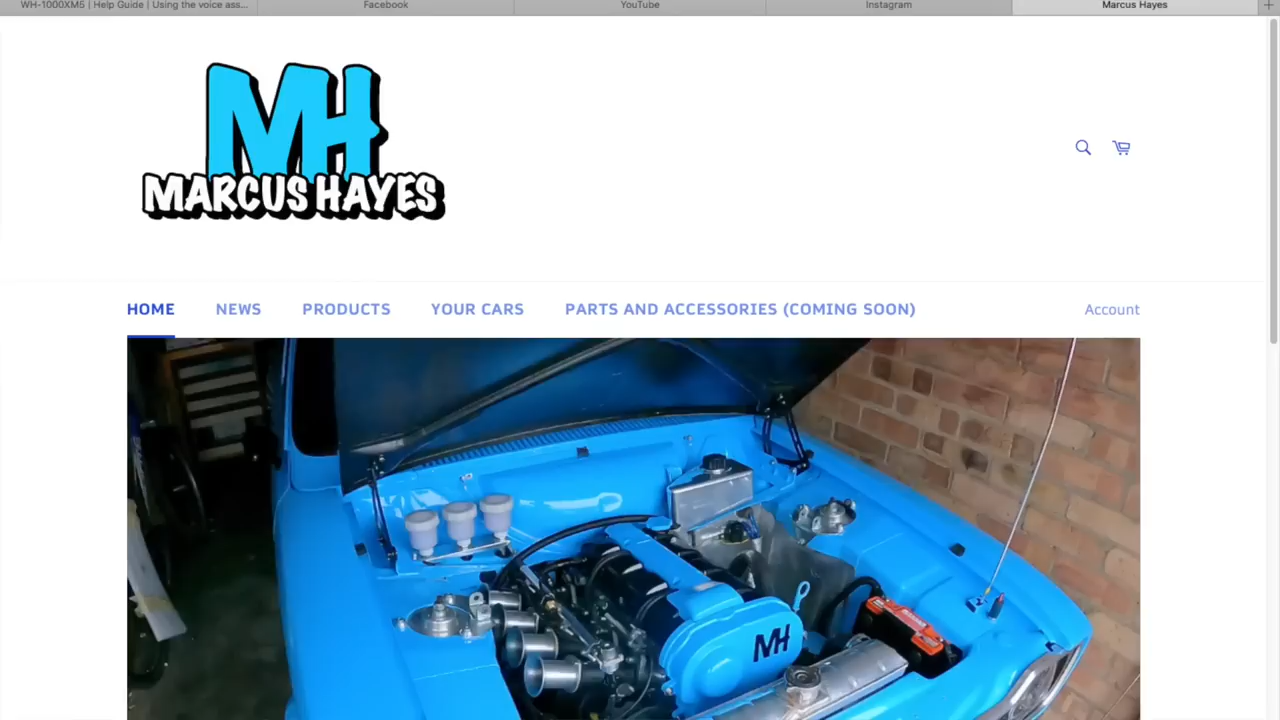 WH-1000XM5 | Help Guide | Using the voice ass...
Facebook
YouTube
Instagram
Marcus Hayes
MH
MARCUS HAYES
HOME
NEWS
PRODUCTS
YOUR CARS
PARTS AND ACCESSORIES (COMING SOON)
Account
MH